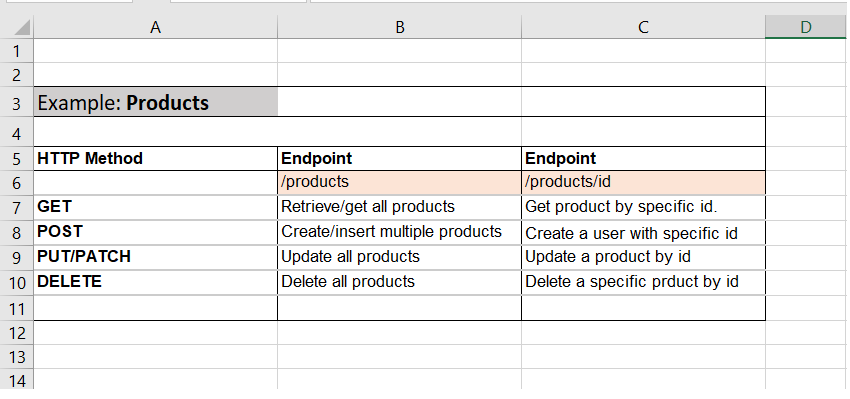 A B C D
1
2
3 Example: Products
4
5 HTTP Method Endpoint Endpoint
6 /products /products/id
7 GET Retrieve/get all products Get product by specific id.
8 POST Create/insert multiple products Create a user with specific id
9 PUT/PATCH Update all products Update a product by id
10 DELETE Delete all products Delete a specific prduct by id
11
12
13
14